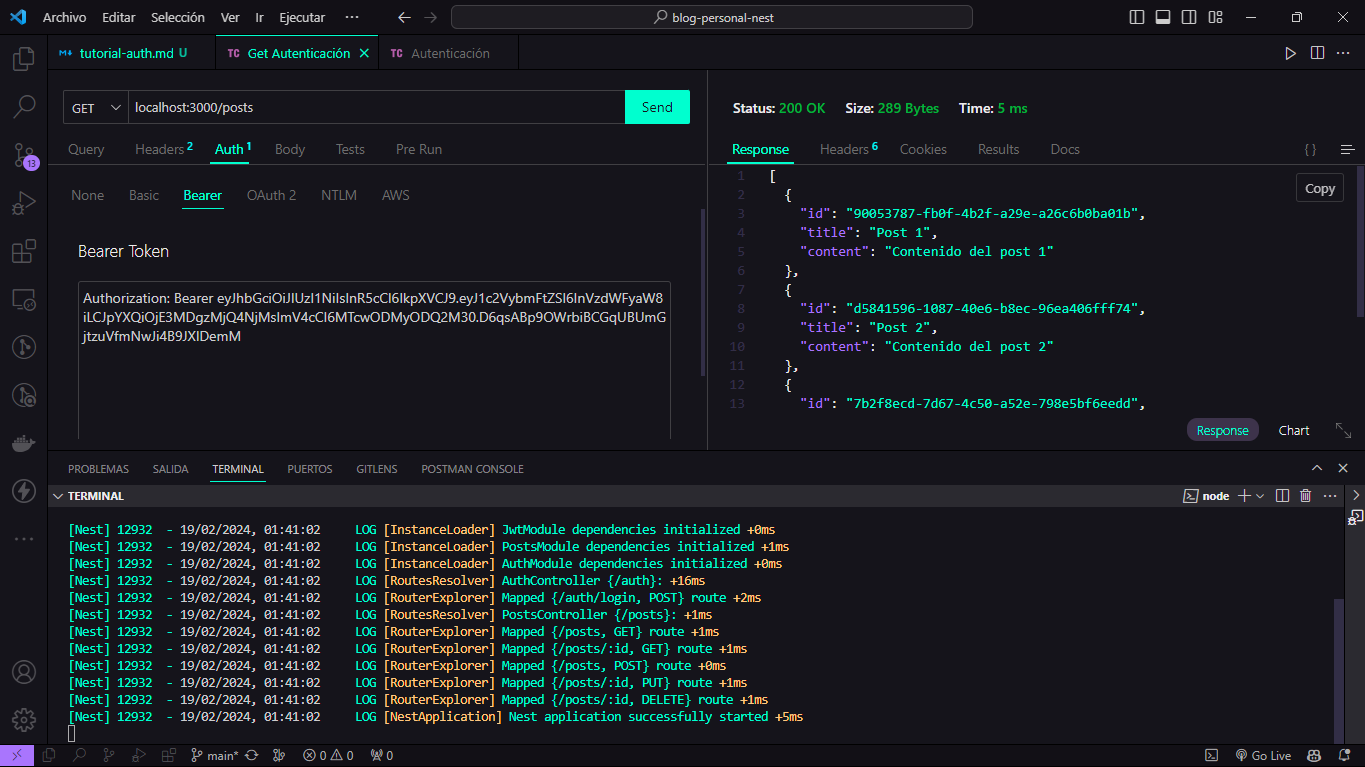 Archivo Editar Selección Ver Ir Ejecutar ··· blog-personal-nest
tutorial-auth.md U
TC Get Autenticación
TC Autenticación
GET localhost:3000/posts Send
Query Headers 2 Auth 1 Body Tests Pre Run
None Basic Bearer OAuth 2 NTLM AWS
Bearer Token
Authorization: Bearer eyJhbGciOiJIUzI1NiIsInR5cCI6IkpXVCJ9.eyJ1c2VybmFtZSI6InVzdWFyaW8
iLCJpYXQiOjE3MDgzMjQ4NjMsImV4cCI6MTcwODMyODQ2M30.D6qsABp9OWrbiBCGqUBUmG
jtzuVfmNwJi4B9JXIDemM
Status: 200 OK Size: 289 Bytes Time: 5 ms
Response Headers 6 Cookies Results Docs { }
Copy
1 [
2 {
3 "id": "90053787-fb0f-4b2f-a29e-a26c6b0ba01b",
4 "title": "Post 1",
5 "content": "Contenido del post 1"
6 },
7 {
8 "id": "d5841596-1087-40e6-b8ec-96ea406fff74",
9 "title": "Post 2",
10 "content": "Contenido del post 2"
11 },
12 {
13 "id": "7b2f8ecd-7d67-4c50-a52e-798e5bf6eedd",
Response Chart
13
PROBLEMAS SALIDA TERMINAL PUERTOS GITLENS POSTMAN CONSOLE
TERMINAL node
[Nest] 12932 - 19/02/2024, 01:41:02 LOG [InstanceLoader] JwtModule dependencies initialized +0ms
[Nest] 12932 - 19/02/2024, 01:41:02 LOG [InstanceLoader] PostsModule dependencies initialized +1ms
[Nest] 12932 - 19/02/2024, 01:41:02 LOG [InstanceLoader] AuthModule dependencies initialized +0ms
[Nest] 12932 - 19/02/2024, 01:41:02 LOG [RoutesResolver] AuthController {/auth}: +16ms
[Nest] 12932 - 19/02/2024, 01:41:02 LOG [RouterExplorer] Mapped {/auth/login, POST} route +2ms
[Nest] 12932 - 19/02/2024, 01:41:02 LOG [RoutesResolver] PostsController {/posts}: +1ms
[Nest] 12932 - 19/02/2024, 01:41:02 LOG [RouterExplorer] Mapped {/posts, GET} route +1ms
[Nest] 12932 - 19/02/2024, 01:41:02 LOG [RouterExplorer] Mapped {/posts/:id, GET} route +1ms
[Nest] 12932 - 19/02/2024, 01:41:02 LOG [RouterExplorer] Mapped {/posts, POST} route +0ms
[Nest] 12932 - 19/02/2024, 01:41:02 LOG [RouterExplorer] Mapped {/posts/:id, PUT} route +1ms
[Nest] 12932 - 19/02/2024, 01:41:02 LOG [RouterExplorer] Mapped {/posts/:id, DELETE} route +1ms
[Nest] 12932 - 19/02/2024, 01:41:02 LOG [NestApplication] Nest application successfully started +5ms
main* 0 0 0 Go Live